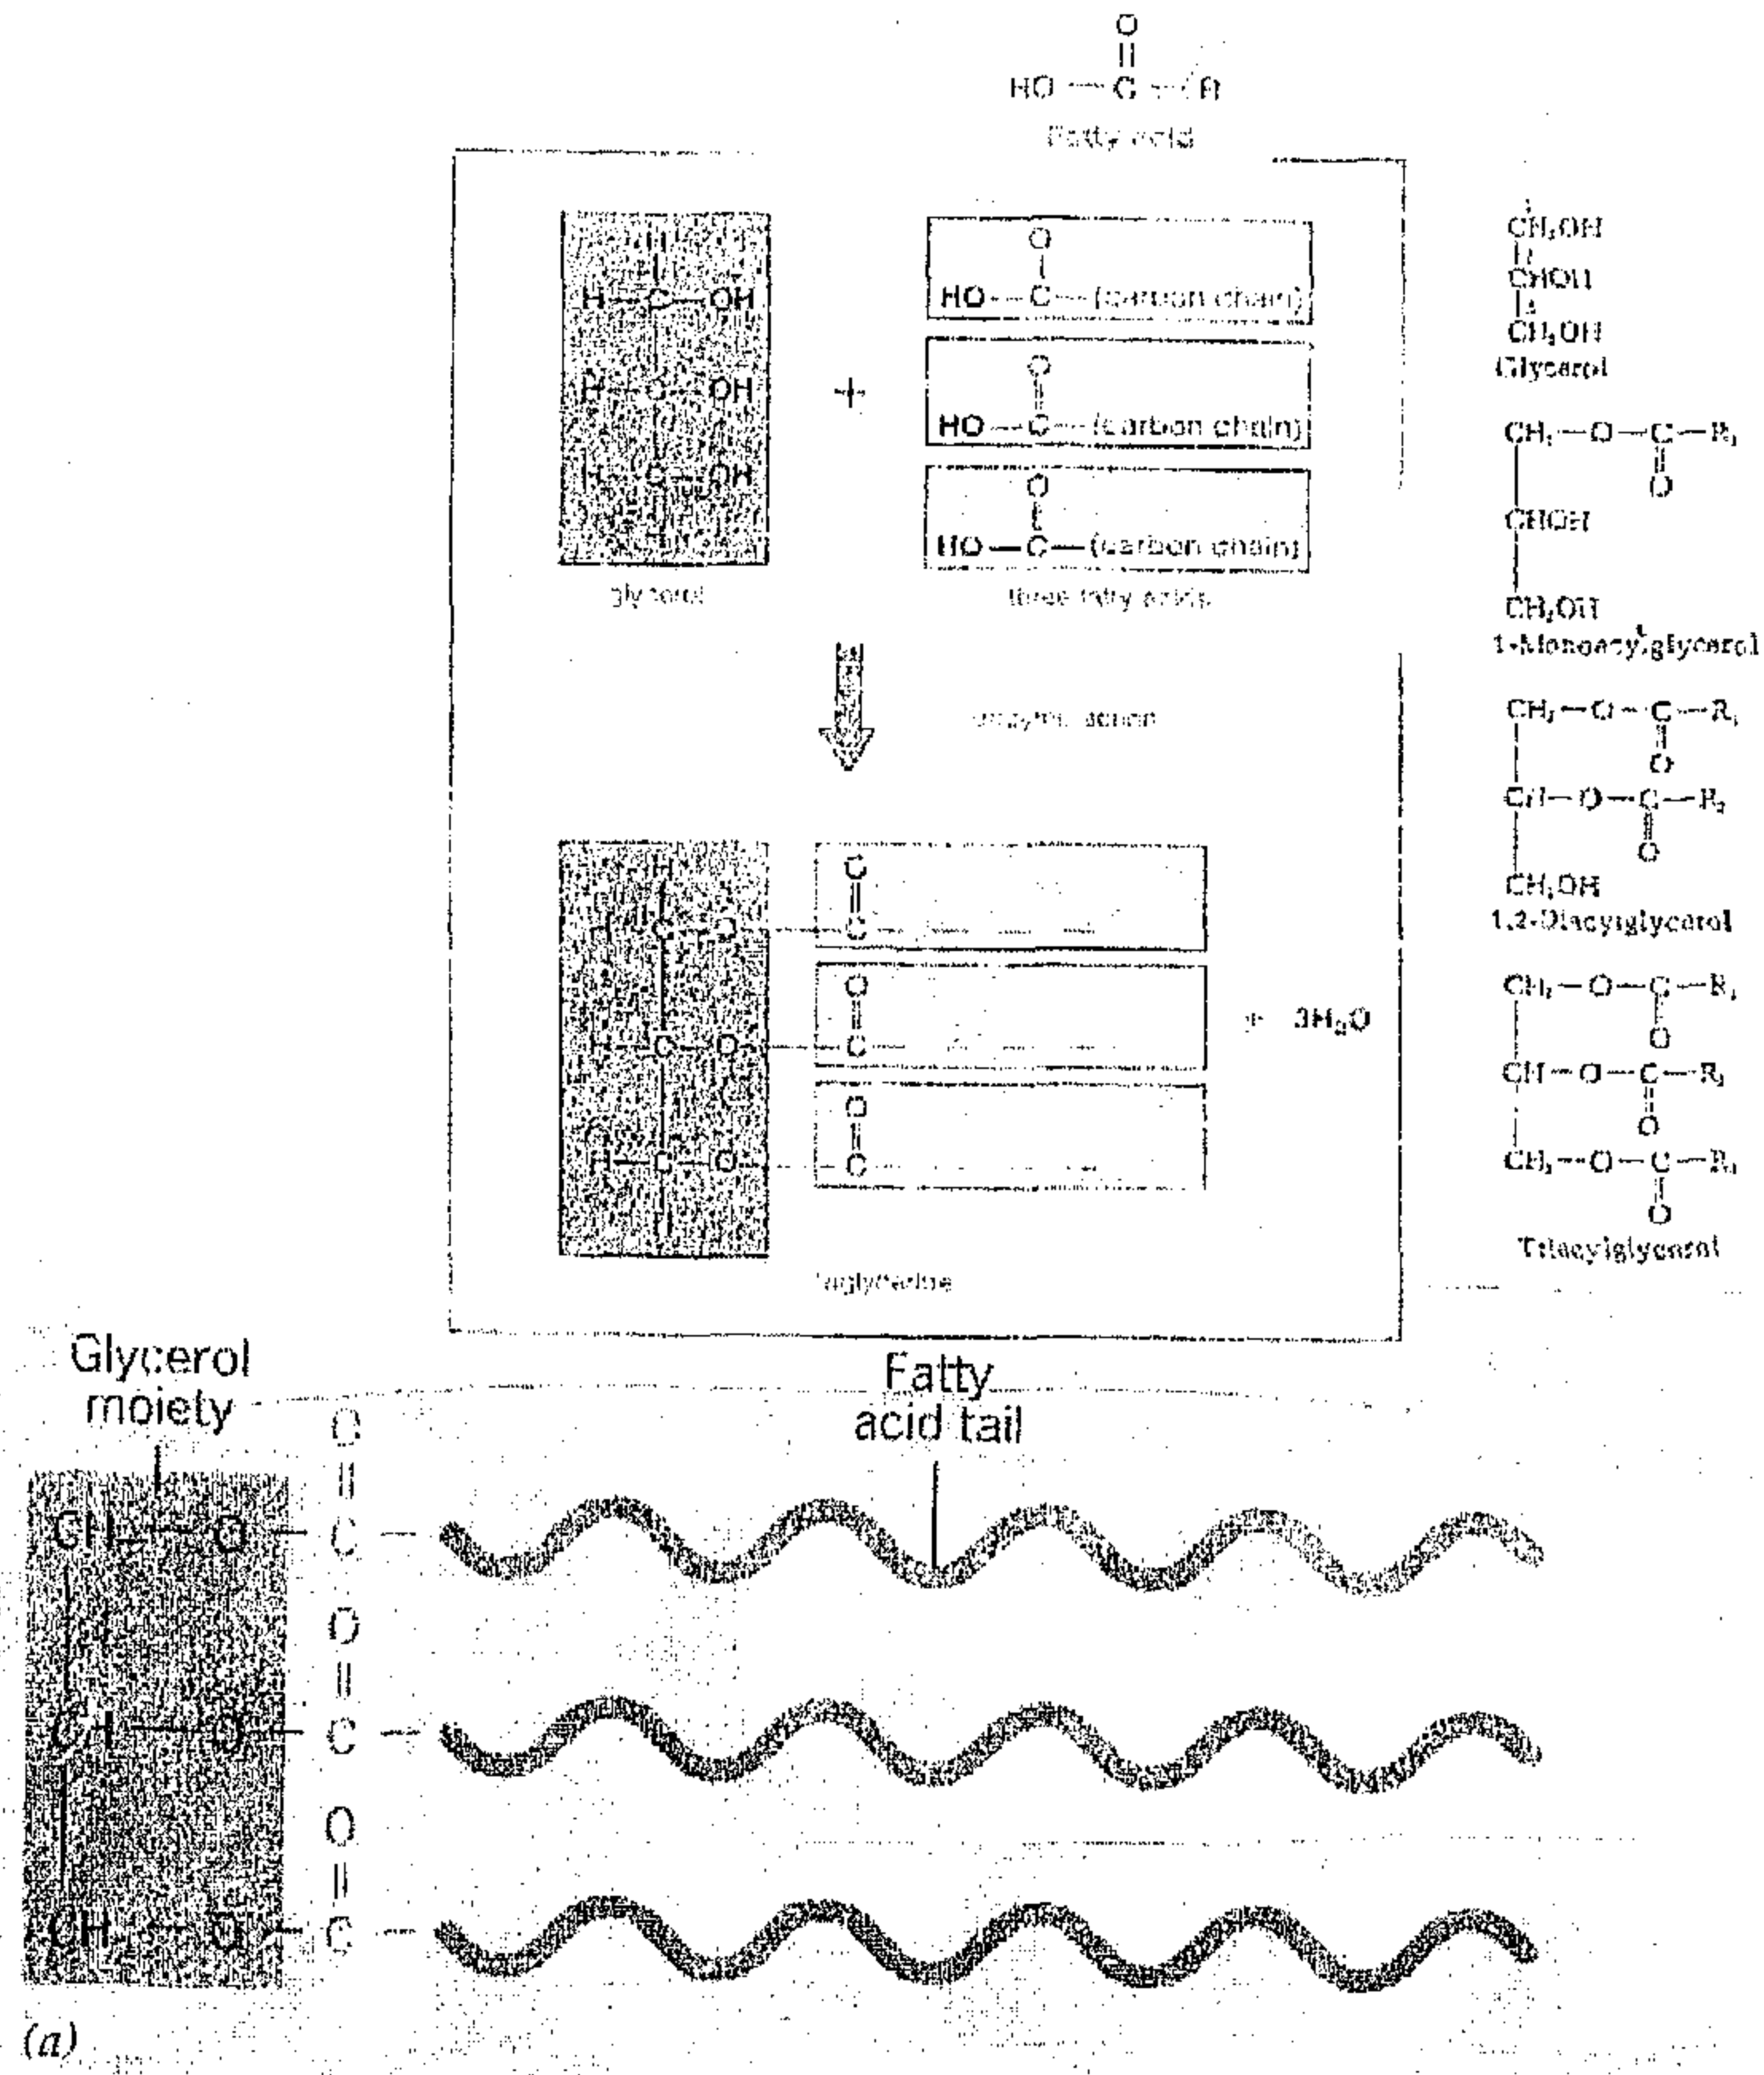 O
HO — C — R
Fatty acid
H
H—C—OH
H—C—OH
H—C—OH
glycerol
+
O
HO—C—(carbon chain)
O
HO—C—(carbon chain)
O
HO—C—(carbon chain)
three fatty acids
enzymic action
H
H—C—O
H—C—O
H—C—O
O
C
O
C
O
C
+ 3H₂O
CH₂OH
CHOH
CH₂OH
Glycerol
CH₂—O—C—R₁
O
CHOH
CH₂OH
1-Monoacylglycerol
CH₂—O—C—R₁
O
CH—O—C—R₂
O
CH₂OH
1,2-Diacylglycerol
CH₂—O—C—R₁
O
CH—O—C—R₂
O
CH₂—O—C—R₃
O
Triacylglycerol
Glycerol
moiety
Fatty
acid tail
O
CH₂—O—C—
O
CH—O—C—
O
CH₂—O—C—
(a)